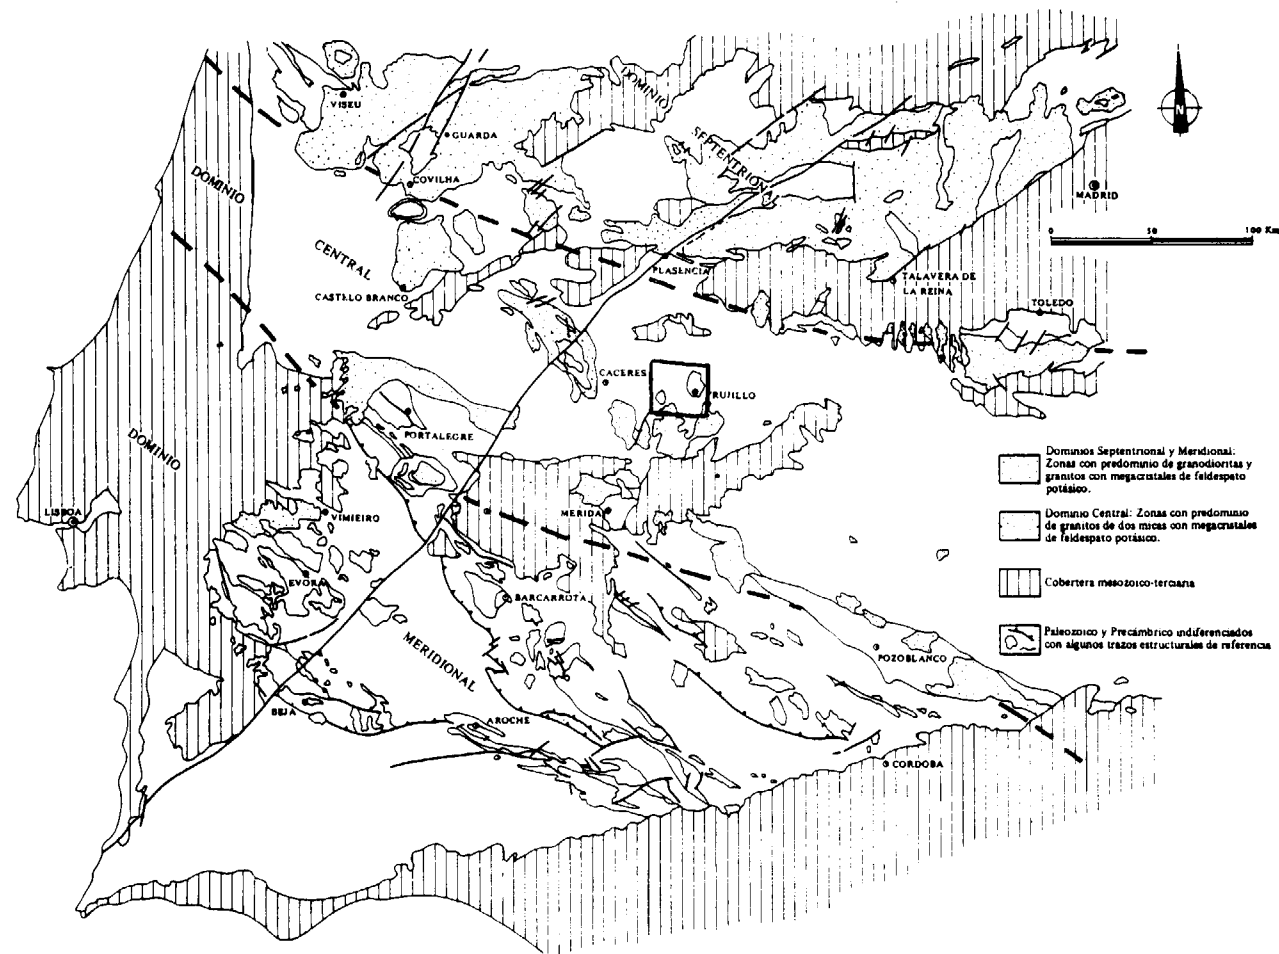 DOMINIO
SEPTENTRIONAL
VISEU
GUARDA
COVILHA
DOMINIO
CENTRAL
CASTELO BRANCO
PLASENCIA
MADRID
N
0 50 100 Km
TALAVERA DE
LA REINA
TOLEDO
CACERES
TRUJILLO
PORTALEGRE
DOMINIO
MERIDIONAL
LISBOA
VIMIEIRO
EVORA
MERIDA
BARCARROTA
POZOBLANCO
BEJA
AROCHE
CORDOBA
Dominios Septentrional y Meridional:
Zonas con predominio de granodioritas y
granitos con megacristales de feldespato
potásico.
Dominio Central: Zonas con predominio
de granitos de dos micas con megacristales
de feldespato potásico.
Cobertera mesozoico-terciaria
Paleozoico y Precámbrico indiferenciados
con algunos trazos estructurales de referencia